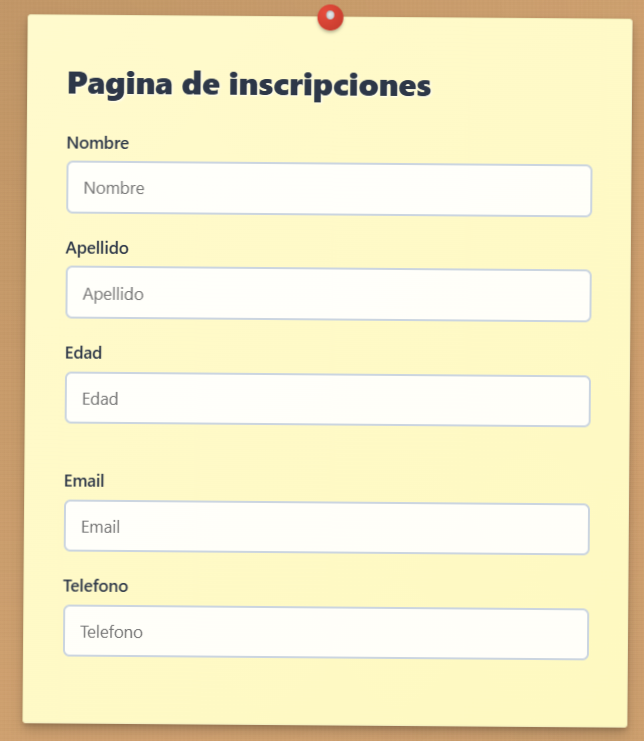 Pagina de inscripciones
Nombre
Nombre
Apellido
Apellido
Edad
Edad
Email
Email
Telefono
Telefono